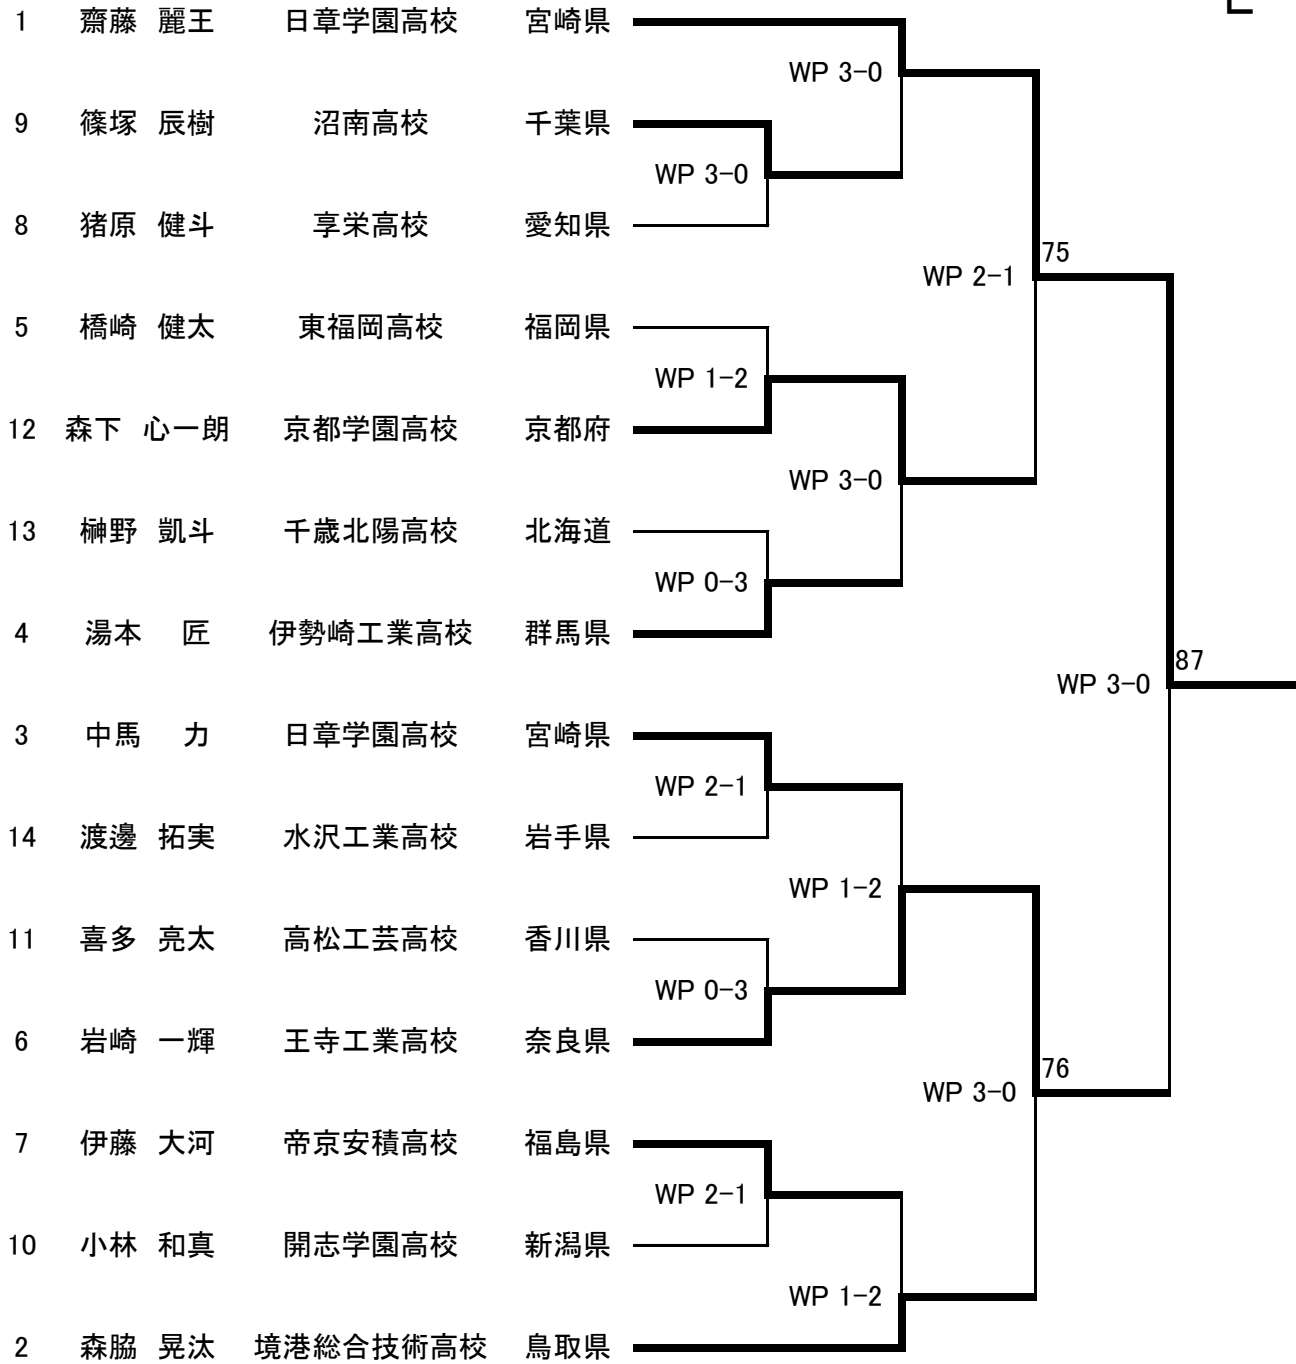 1 齋藤 麗王 日章学園高校 宮崎県
WP 3-0
9 篠塚 辰樹 沼南高校 千葉県
WP 3-0
8 猪原 健斗 享栄高校 愛知県
75
WP 2-1
5 橋崎 健太 東福岡高校 福岡県
WP 1-2
12 森下 心一朗 京都学園高校 京都府
WP 3-0
13 榊野 凱斗 千歳北陽高校 北海道
WP 0-3
4 湯本 匠 伊勢崎工業高校 群馬県
87
WP 3-0
3 中馬 力 日章学園高校 宮崎県
WP 2-1
14 渡邊 拓実 水沢工業高校 岩手県
WP 1-2
11 喜多 亮太 高松工芸高校 香川県
WP 0-3
6 岩崎 一輝 王寺工業高校 奈良県
76
WP 3-0
7 伊藤 大河 帝京安積高校 福島県
WP 2-1
10 小林 和真 開志学園高校 新潟県
WP 1-2
2 森脇 晃汰 境港総合技術高校 鳥取県